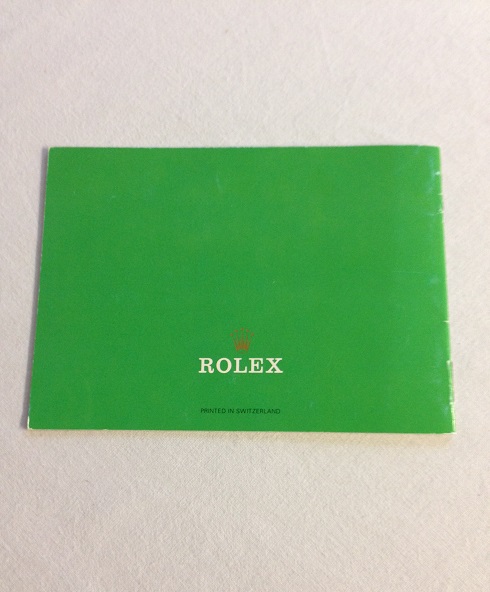 ROLEX
PRINTED IN SWITZERLAND